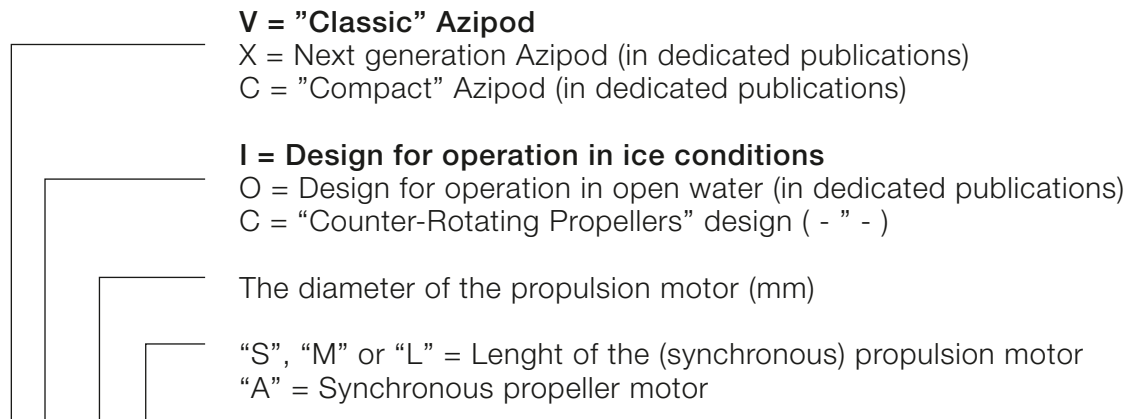 V = ”Classic” Azipod
X = Next generation Azipod (in dedicated publications)
C = ”Compact” Azipod (in dedicated publications)
I = Design for operation in ice conditions
O = Design for operation in open water (in dedicated publications)
C = “Counter-Rotating Propellers” design ( - ” - )
The diameter of the propulsion motor (mm)
“S”, “M” or “L” = Lenght of the (synchronous) propulsion motor
“A” = Synchronous propeller motor